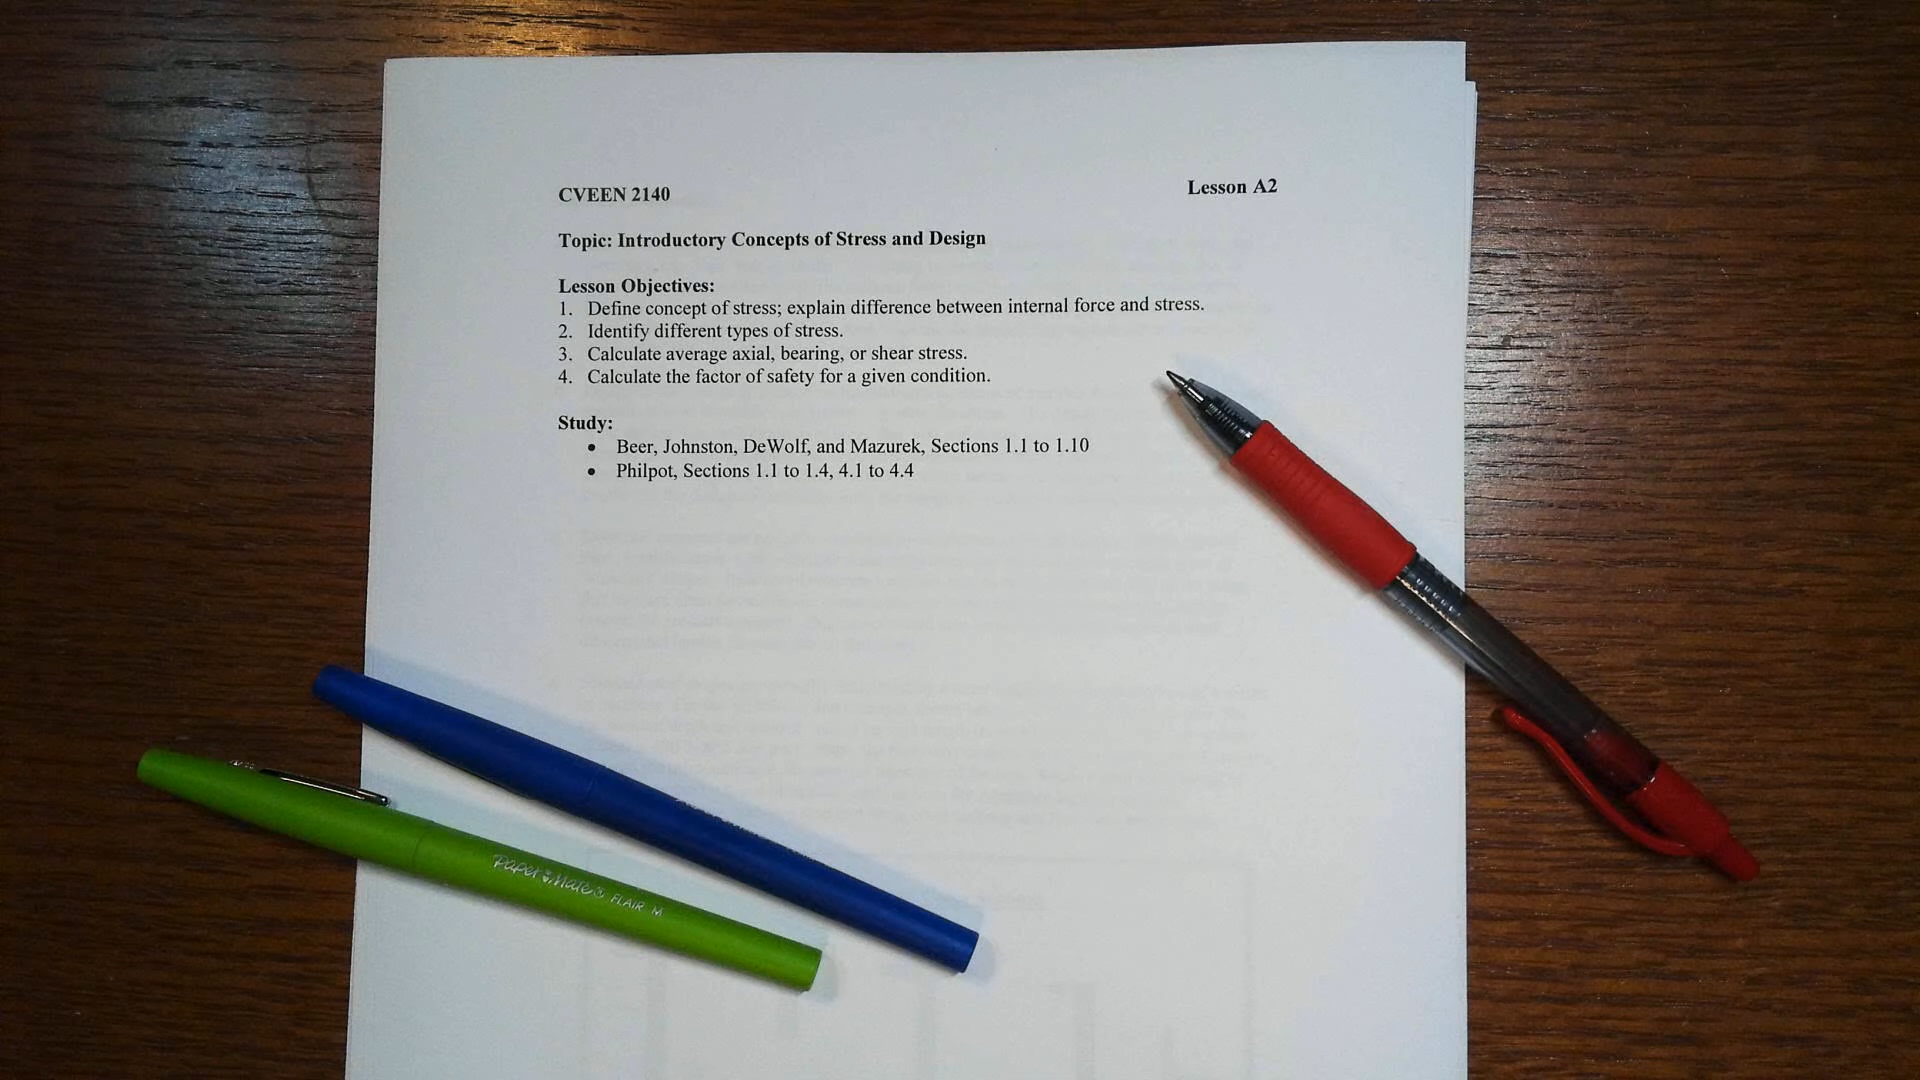 CVEEN 2140 Lesson A2
Topic: Introductory Concepts of Stress and Design
Lesson Objectives:
1. Define concept of stress; explain difference between internal force and stress.
2. Identify different types of stress.
3. Calculate average axial, bearing, or shear stress.
4. Calculate the factor of safety for a given condition.
Study:
• Beer, Johnston, DeWolf, and Mazurek, Sections 1.1 to 1.10
• Philpot, Sections 1.1 to 1.4, 4.1 to 4.4
Paper Mate FLAIR M